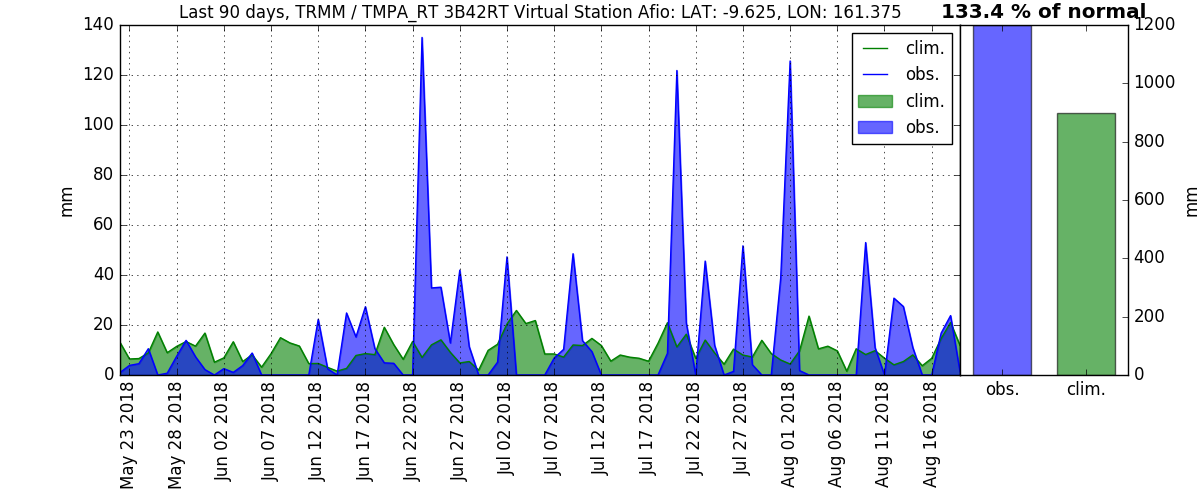 Last 90 days, TRMM / TMPA_RT 3B42RT Virtual Station Afio: LAT: -9.625, LON: 161.375
133.4 % of normal
140
120
100
80
60
40
20
0
mm
clim.
obs.
clim.
obs.
1200
1000
800
600
400
200
0
mm
May 23 2018
May 28 2018
Jun 02 2018
Jun 07 2018
Jun 12 2018
Jun 17 2018
Jun 22 2018
Jun 27 2018
Jul 02 2018
Jul 07 2018
Jul 12 2018
Jul 17 2018
Jul 22 2018
Jul 27 2018
Aug 01 2018
Aug 06 2018
Aug 11 2018
Aug 16 2018
obs.
clim.